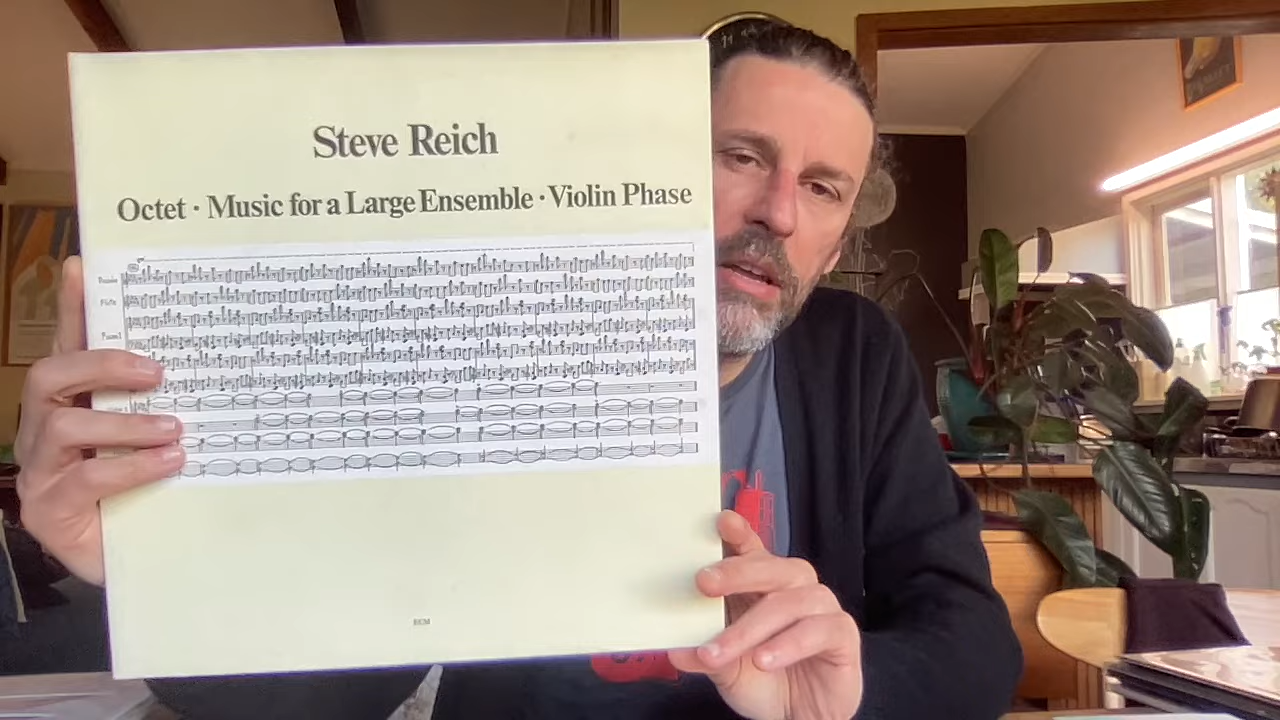 Steve Reich
Octet · Music for a Large Ensemble · Violin Phase
ECM